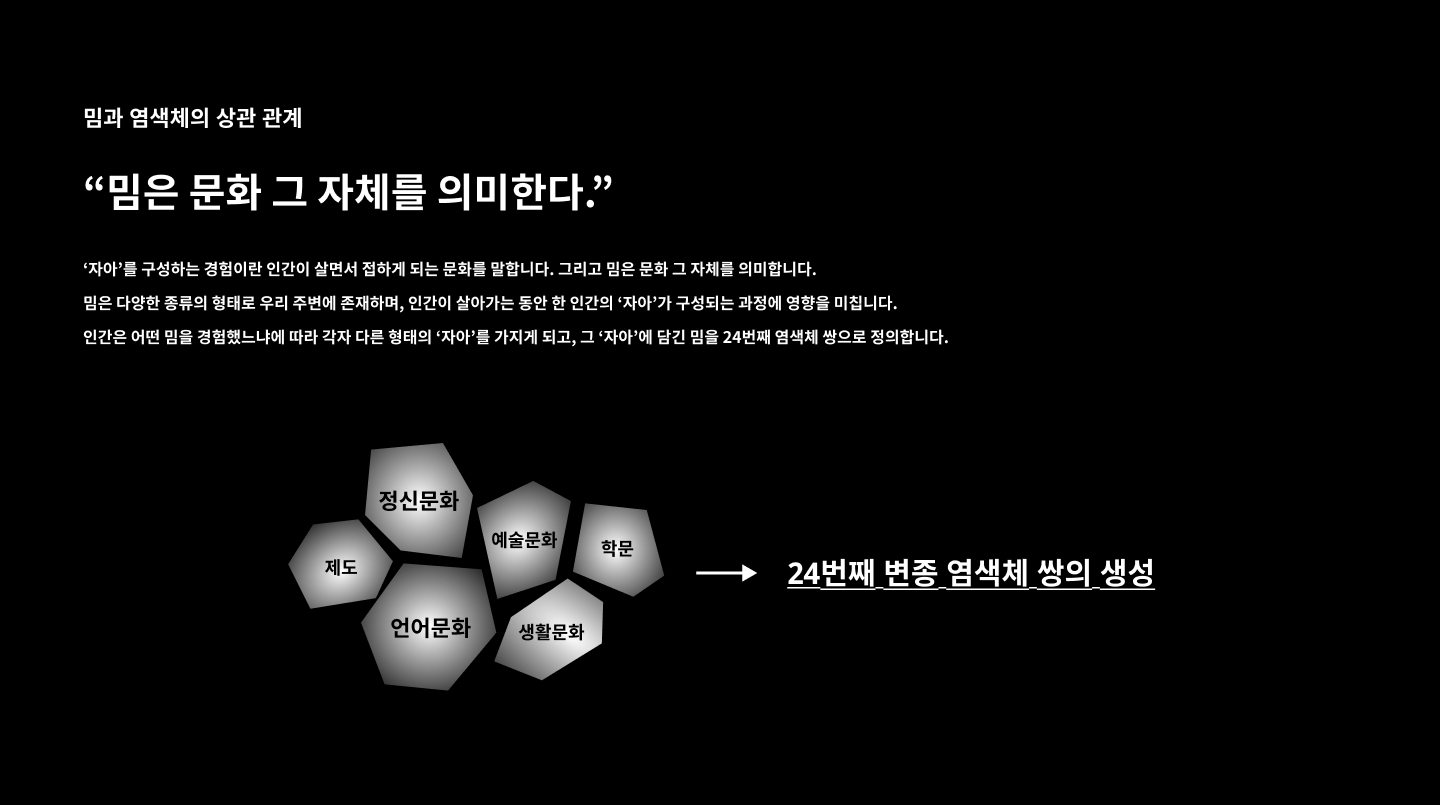 밈과 염색체의 상관 관계
“밈은 문화 그 자체를 의미한다.”
‘자아’를 구성하는 경험이란 인간이 살면서 접하게 되는 문화를 말합니다. 그리고 밈은 문화 그 자체를 의미합니다.
밈은 다양한 종류의 형태로 우리 주변에 존재하며, 인간이 살아가는 동안 한 인간의 ‘자아’가 구성되는 과정에 영향을 미칩니다.
인간은 어떤 밈을 경험했느냐에 따라 각자 다른 형태의 ‘자아’를 가지게 되고, 그 ‘자아’에 담긴 밈을 24번째 염색체 쌍으로 정의합니다.
정신문화
예술문화
학문
제도
언어문화
생활문화
24번째 변종 염색체 쌍의 생성